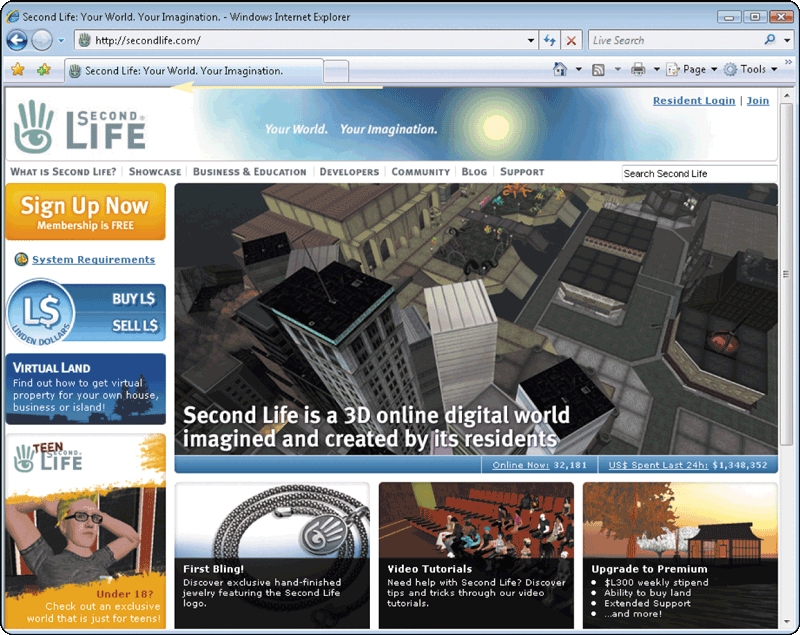 Second Life: Your World. Your Imagination. - Windows Internet Explorer
http://secondlife.com/
Live Search
Second Life: Your World. Your Imagination.
Page
Tools
Resident Login | Join
SECOND LIFE®
Your World. Your Imagination.
WHAT IS SECOND LIFE? | SHOWCASE | BUSINESS & EDUCATION | DEVELOPERS | COMMUNITY | BLOG | SUPPORT
Search Second Life
Sign Up Now
Membership is FREE
System Requirements
L$
LINDEN DOLLARS
BUY L$
SELL L$
VIRTUAL LAND
Find out how to get virtual
property for your own house,
business or island!
Second Life is a 3D online digital world
imagined and created by its residents
Online Now: 32,181
US$ Spent Last 24h: $1,348,352
TEEN
SECOND
LIFE
Under 18?
Check out an exclusive
world that is just for teens!
First Bling!
Discover exclusive hand-finished
jewelry featuring the Second Life
logo.
Video Tutorials
Need help with Second Life? Discover
tips and tricks through our video
tutorials.
Upgrade to Premium
• $L300 weekly stipend
• Ability to buy land
• Extended Support
• ...and more!